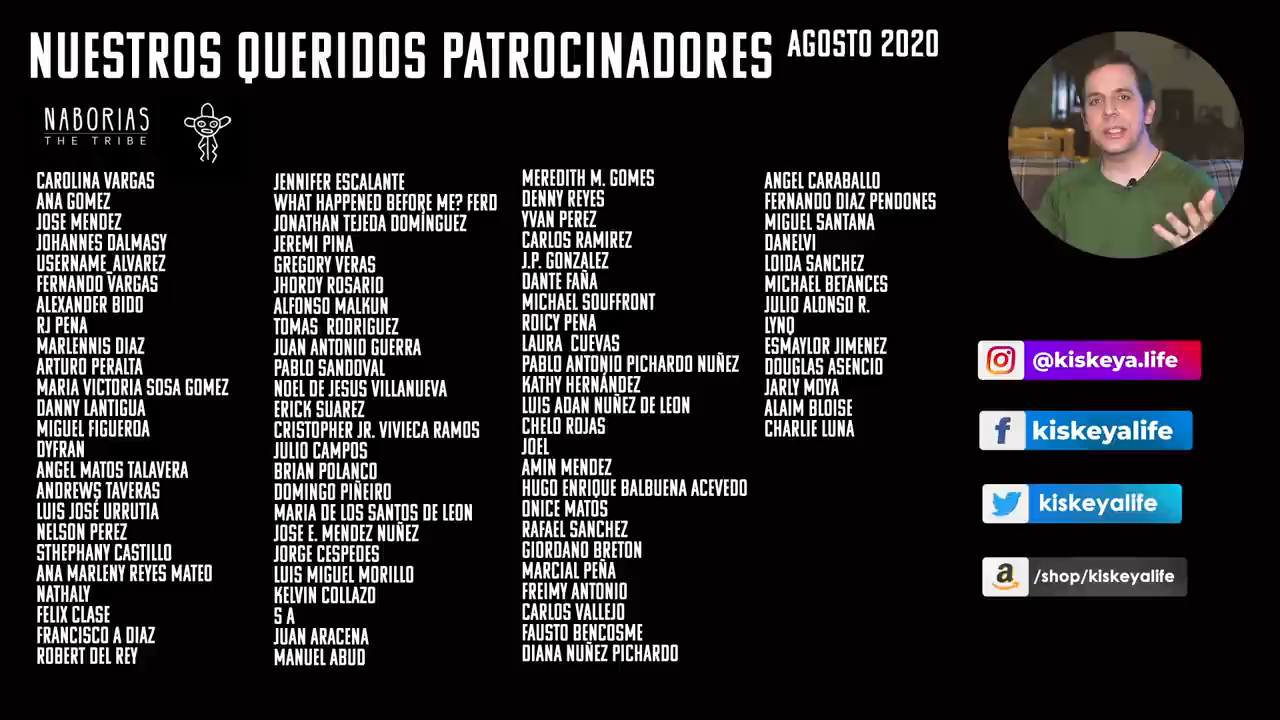 NUESTROS QUERIDOS PATROCINADORES AGOSTO 2020
NABORIAS
THE TRIBE
CAROLINA VARGAS
ANA GOMEZ
JOSE MENDEZ
JOHANNES DALMASY
USERNAME_ALVAREZ
FERNANDO VARGAS
ALEXANDER BIDO
RJ PENA
MARLENNIS DIAZ
ARTURO PERALTA
MARIA VICTORIA SOSA GOMEZ
DANNY LANTIGUA
MIGUEL FIGUEROA
DYFRAN
ANGEL MATOS TALAVERA
ANDREWS TAVERAS
LUIS JOSÉ URRUTIA
NELSON PEREZ
STHEPHANY CASTILLO
ANA MARLENY REYES MATEO
NATHALY
FELIX CLASE
FRANCISCO A DIAZ
ROBERT DEL REY
JENNIFER ESCALANTE
WHAT HAPPENED BEFORE ME? FERD
JONATHAN TEJEDA DOMÍNGUEZ
JEREMI PINA
GREGORY VERAS
JHORDY ROSARIO
ALFONSO MALKUN
TOMAS RODRIGUEZ
JUAN ANTONIO GUERRA
PABLO SANDOVAL
NOEL DE JESUS VILLANUEVA
ERICK SUAREZ
CRISTOPHER JR. VIVIECA RAMOS
JULIO CAMPOS
BRIAN POLANCO
DOMINGO PIÑEIRO
MARIA DE LOS SANTOS DE LEON
JOSE E. MENDEZ NUÑEZ
JORGE CESPEDES
LUIS MIGUEL MORILLO
KELVIN COLLAZO
S A
JUAN ARACENA
MANUEL ABUD
MEREDITH M. GOMES
DENNY REYES
YVAN PEREZ
CARLOS RAMIREZ
J.P. GONZALEZ
DANTE FAÑA
MICHAEL SOUFFRONT
ROICY PENA
LAURA CUEVAS
PABLO ANTONIO PICHARDO NUÑEZ
KATHY HERNÁNDEZ
LUIS ADAN NUÑEZ DE LEON
CHELO ROJAS
JOEL
AMIN MENDEZ
HUGO ENRIQUE BALBUENA ACEVEDO
ONICE MATOS
RAFAEL SANCHEZ
GIORDANO BRETON
MARCIAL PEÑA
FREIMY ANTONIO
CARLOS VALLEJO
FAUSTO BENCOSME
DIANA NUÑEZ PICHARDO
ANGEL CARABALLO
FERNANDO DIAZ PENDONES
MIGUEL SANTANA
DANELVI
LOIDA SANCHEZ
MICHAEL BETANCES
JULIO ALONSO R.
LYNQ
ESMAYLOR JIMENEZ
DOUGLAS ASENCIO
JARLY MOYA
ALAIM BLOISE
CHARLIE LUNA
@kiskeya.life
kiskeyalife
kiskeyalife
/shop/kiskeyalife